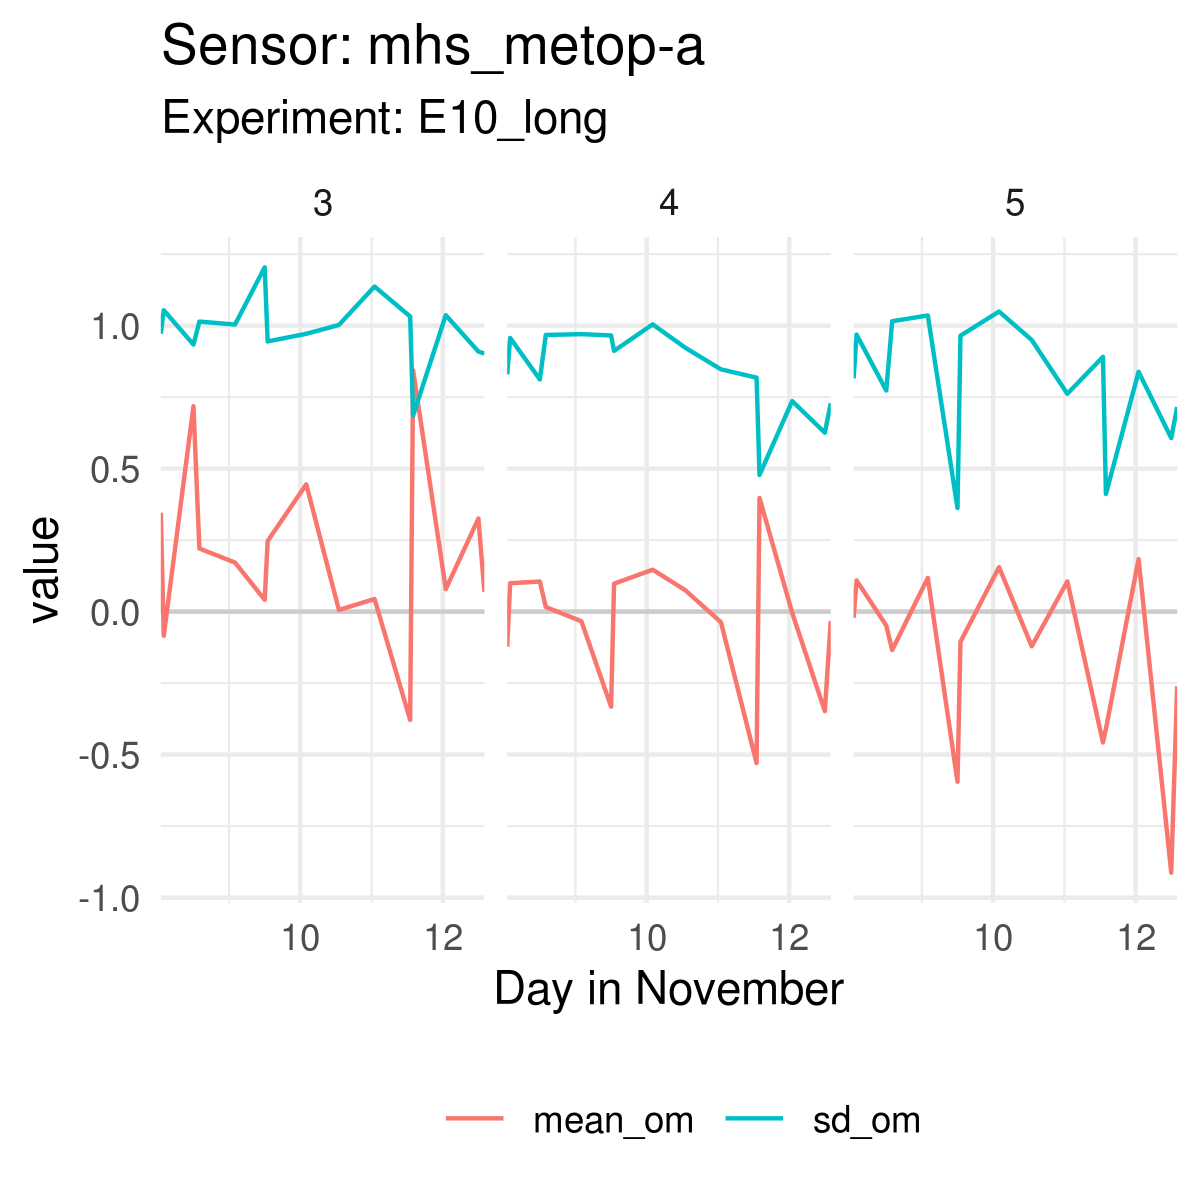 Sensor: mhs_metop-a
Experiment: E10_long
3 4 5
value
1.0
0.5
0.0
-0.5
-1.0
10 12 10 12 10 12
Day in November
mean_om sd_om